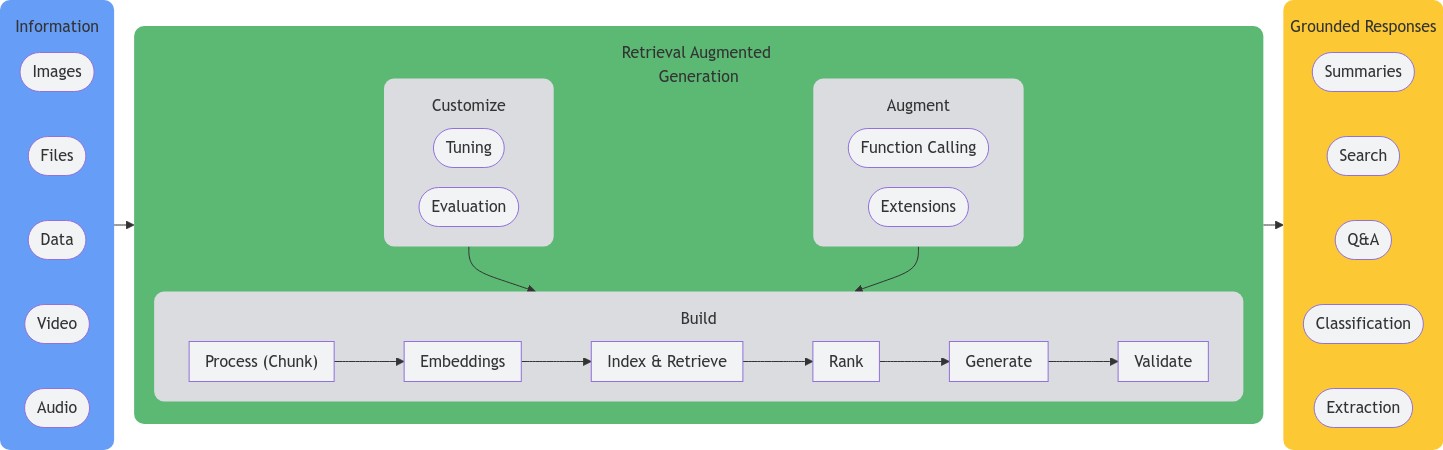 Information
Images
Files
Data
Video
Audio
Retrieval Augmented
Generation
Customize
Tuning
Evaluation
Augment
Function Calling
Extensions
Build
Process (Chunk)
Embeddings
Index & Retrieve
Rank
Generate
Validate
Grounded Responses
Summaries
Search
Q&A
Classification
Extraction